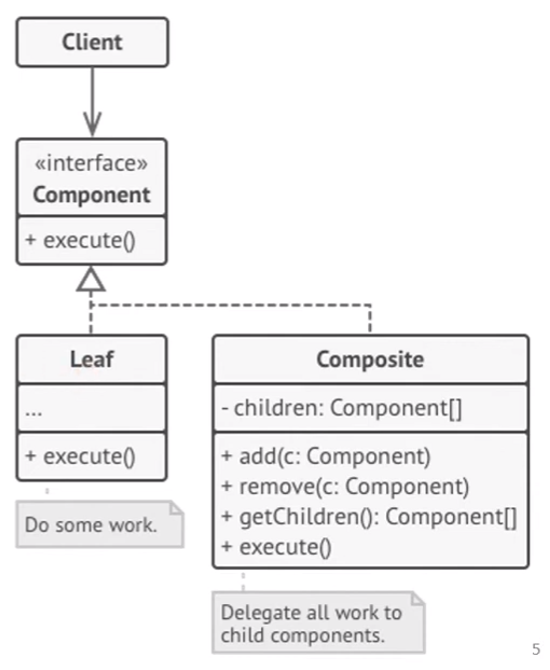 Client
«interface»
Component
+ execute()
Leaf
...
+ execute()
Do some work.
Composite
- children: Component[]
+ add(c: Component)
+ remove(c: Component)
+ getChildren(): Component[]
+ execute()
Delegate all work to
child components.
5